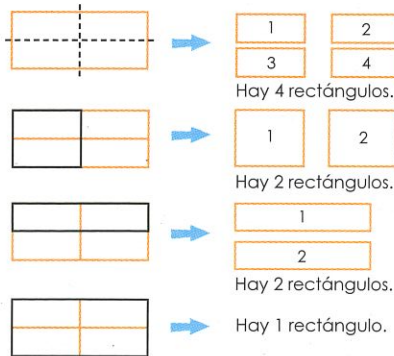 1 2
3 4
Hay 4 rectángulos.
1 2
Hay 2 rectángulos.
1
2
Hay 2 rectángulos.
Hay 1 rectángulo.